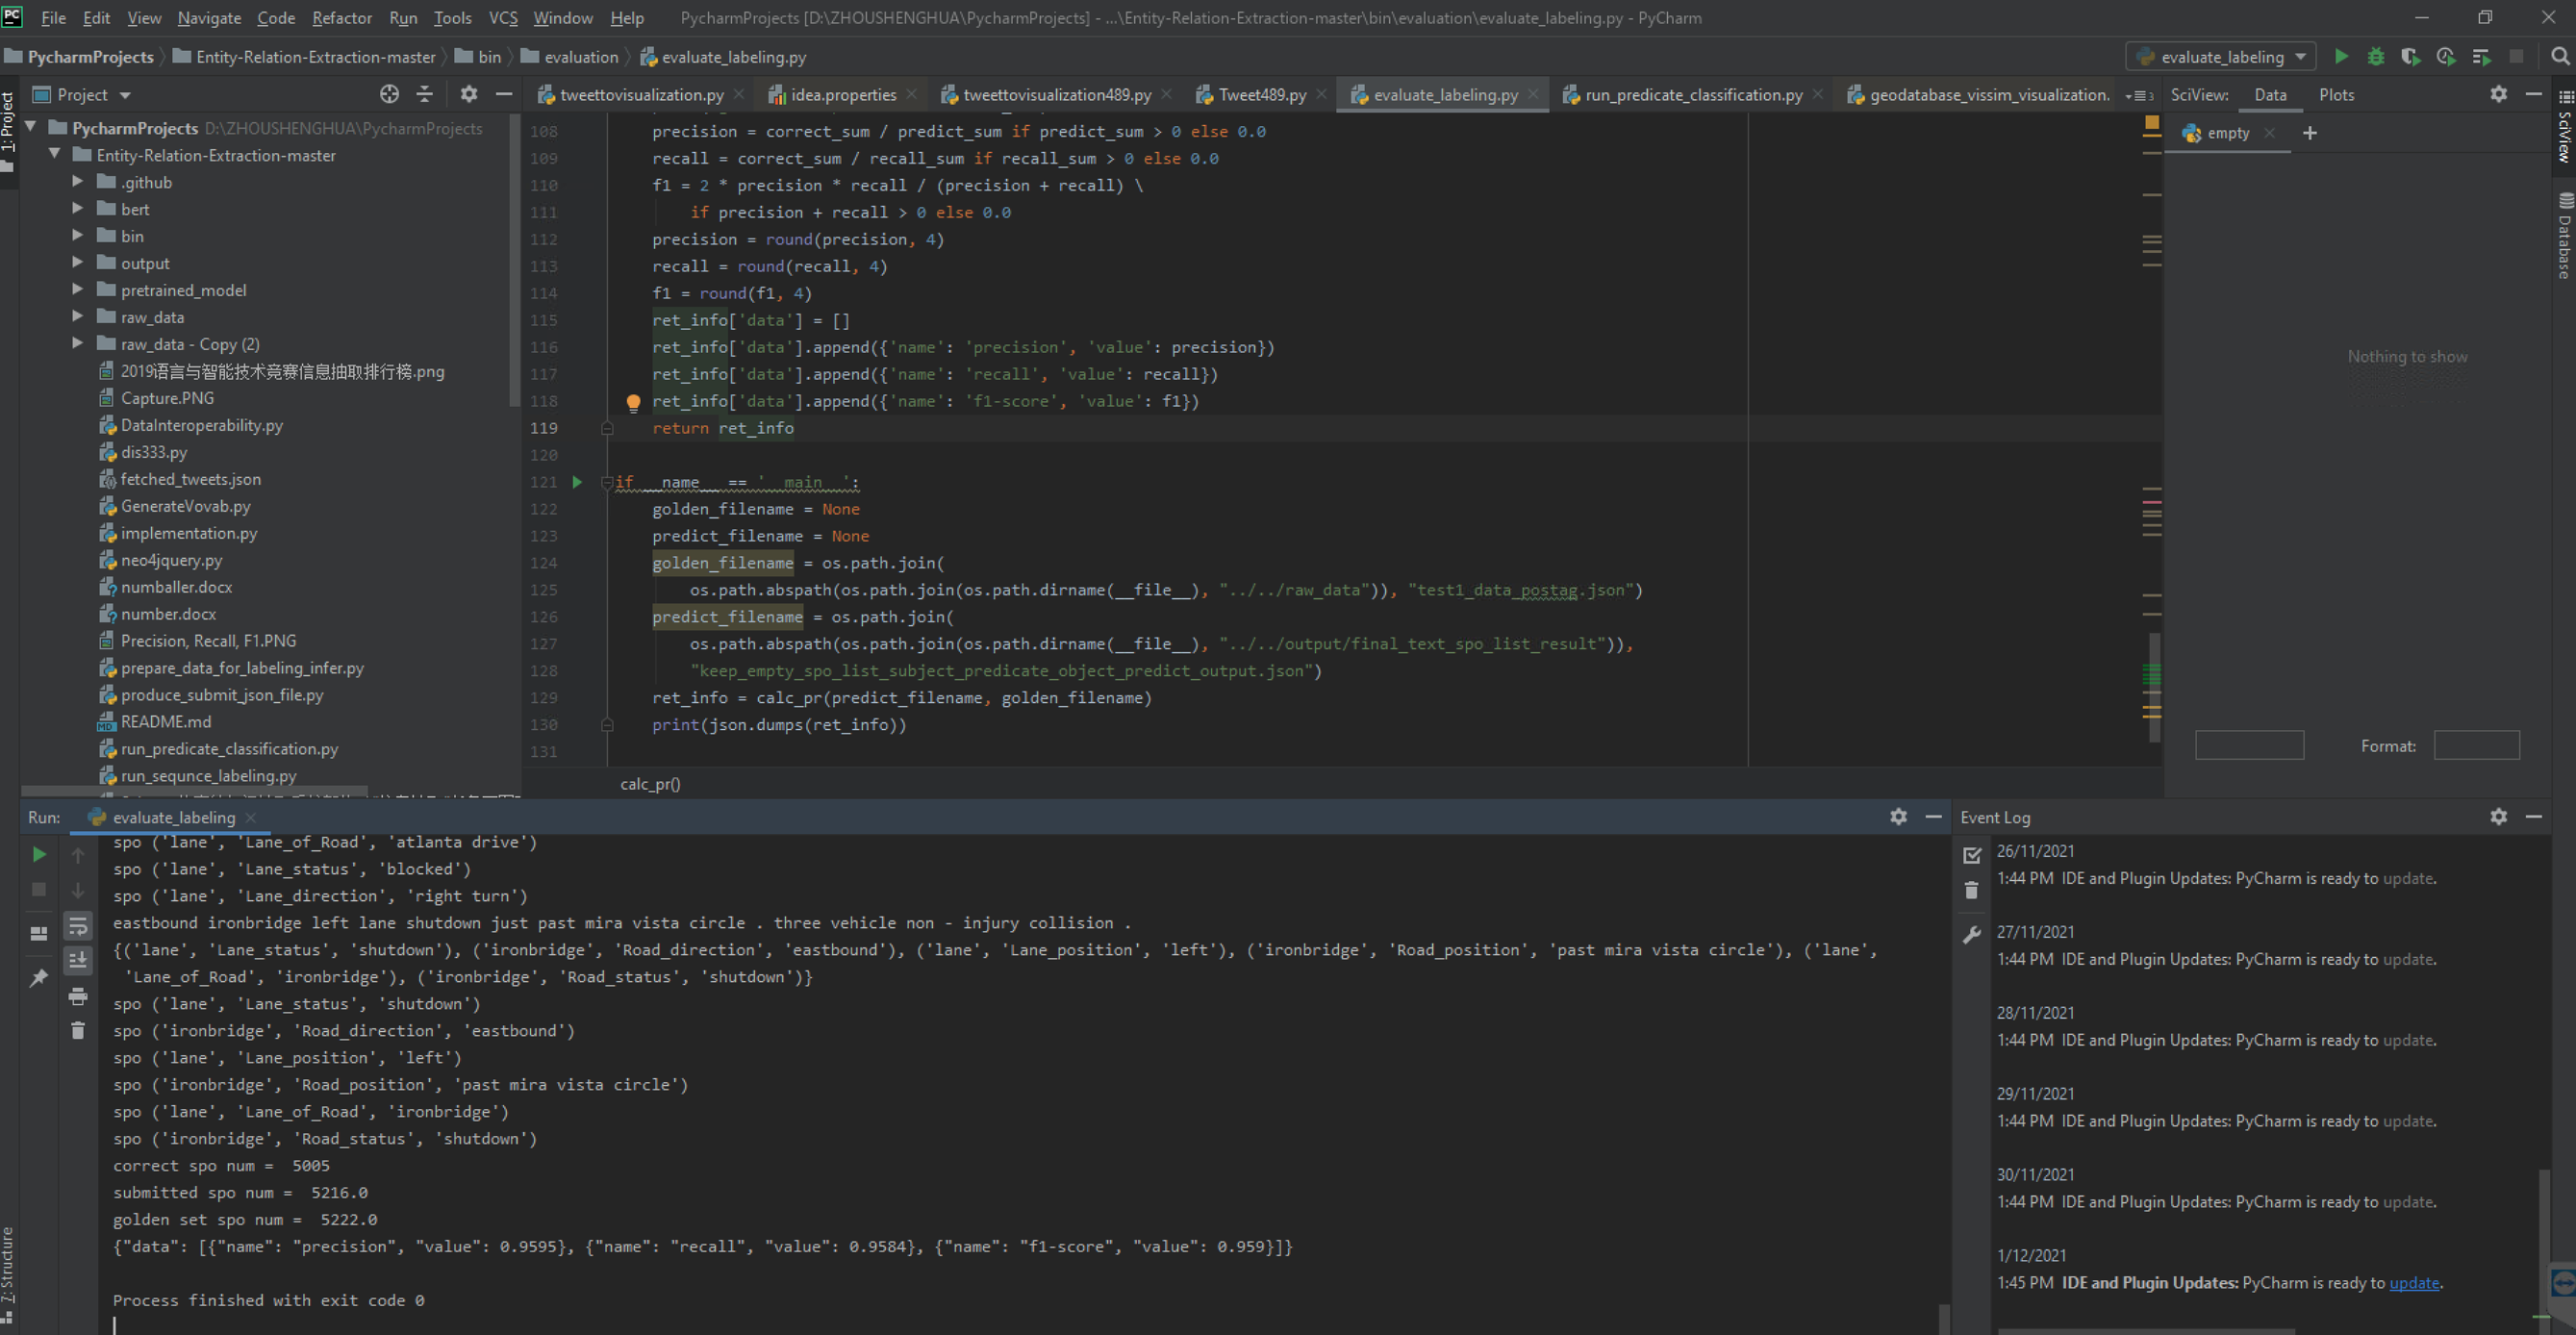 PC File Edit View Navigate Code Refactor Run Tools VCS Window Help PycharmProjects [D:\ZHOUSHENGHUA\PycharmProjects] - ...\Entity-Relation-Extraction-master\bin\evaluation\evaluate_labeling.py - PyCharm
PycharmProjects Entity-Relation-Extraction-master bin evaluation evaluate_labeling.py evaluate_labeling
1: Project
Project
tweettovisualization.py idea.properties tweettovisualization489.py Tweet489.py evaluate_labeling.py run_predicate_classification.py geodatabase_vissim_visualization. 3
SciView: Data Plots
PycharmProjects D:\ZHOUSHENGHUA\PycharmProjects
Entity-Relation-Extraction-master
.github
bert
bin
output
pretrained_model
raw_data
raw_data - Copy (2)
2019语言与智能技术竞赛信息抽取排行榜.png
Capture.PNG
DataInteroperability.py
dis333.py
fetched_tweets.json
GenerateVovab.py
implementation.py
neo4jquery.py
numballer.docx
number.docx
Precision, Recall, F1.PNG
prepare_data_for_labeling_infer.py
produce_submit_json_file.py
README.md
run_predicate_classification.py
run_sequnce_labeling.py
108 precision = correct_sum / predict_sum if predict_sum > 0 else 0.0
109 recall = correct_sum / recall_sum if recall_sum > 0 else 0.0
110 f1 = 2 * precision * recall / (precision + recall) \
111 if precision + recall > 0 else 0.0
112 precision = round(precision, 4)
113 recall = round(recall, 4)
114 f1 = round(f1, 4)
115 ret_info['data'] = []
116 ret_info['data'].append({'name': 'precision', 'value': precision})
117 ret_info['data'].append({'name': 'recall', 'value': recall})
118 ret_info['data'].append({'name': 'f1-score', 'value': f1})
119 return ret_info
120
121 if __name__ == '__main__':
122 golden_filename = None
123 predict_filename = None
124 golden_filename = os.path.join(
125 os.path.abspath(os.path.join(os.path.dirname(__file__), "../../raw_data")), "test1_data_postag.json")
126 predict_filename = os.path.join(
127 os.path.abspath(os.path.join(os.path.dirname(__file__), "../../output/final_text_spo_list_result")),
128 "keep_empty_spo_list_subject_predicate_object_predict_output.json")
129 ret_info = calc_pr(predict_filename, golden_filename)
130 print(json.dumps(ret_info))
131
calc_pr()
empty
Nothing to show
Format:
SciView
Database
Run: evaluate_labeling
spo ('lane', 'Lane_of_Road', 'atlanta drive')
spo ('lane', 'Lane_status', 'blocked')
spo ('lane', 'Lane_direction', 'right turn')
eastbound ironbridge left lane shutdown just past mira vista circle . three vehicle non - injury collision .
{('lane', 'Lane_status', 'shutdown'), ('ironbridge', 'Road_direction', 'eastbound'), ('lane', 'Lane_position', 'left'), ('ironbridge', 'Road_position', 'past mira vista circle'), ('lane',
'Lane_of_Road', 'ironbridge'), ('ironbridge', 'Road_status', 'shutdown')}
spo ('lane', 'Lane_status', 'shutdown')
spo ('ironbridge', 'Road_direction', 'eastbound')
spo ('lane', 'Lane_position', 'left')
spo ('ironbridge', 'Road_position', 'past mira vista circle')
spo ('lane', 'Lane_of_Road', 'ironbridge')
spo ('ironbridge', 'Road_status', 'shutdown')
correct spo num =  5005
submitted spo num =  5216.0
golden set spo num =  5222.0
{"data": [{"name": "precision", "value": 0.9595}, {"name": "recall", "value": 0.9584}, {"name": "f1-score", "value": 0.959}]}
Process finished with exit code 0
7: Structure
Event Log
26/11/2021
1:44 PM IDE and Plugin Updates: PyCharm is ready to update.
27/11/2021
1:44 PM IDE and Plugin Updates: PyCharm is ready to update.
28/11/2021
1:44 PM IDE and Plugin Updates: PyCharm is ready to update.
29/11/2021
1:44 PM IDE and Plugin Updates: PyCharm is ready to update.
30/11/2021
1:44 PM IDE and Plugin Updates: PyCharm is ready to update.
1/12/2021
1:45 PM IDE and Plugin Updates: PyCharm is ready to update.